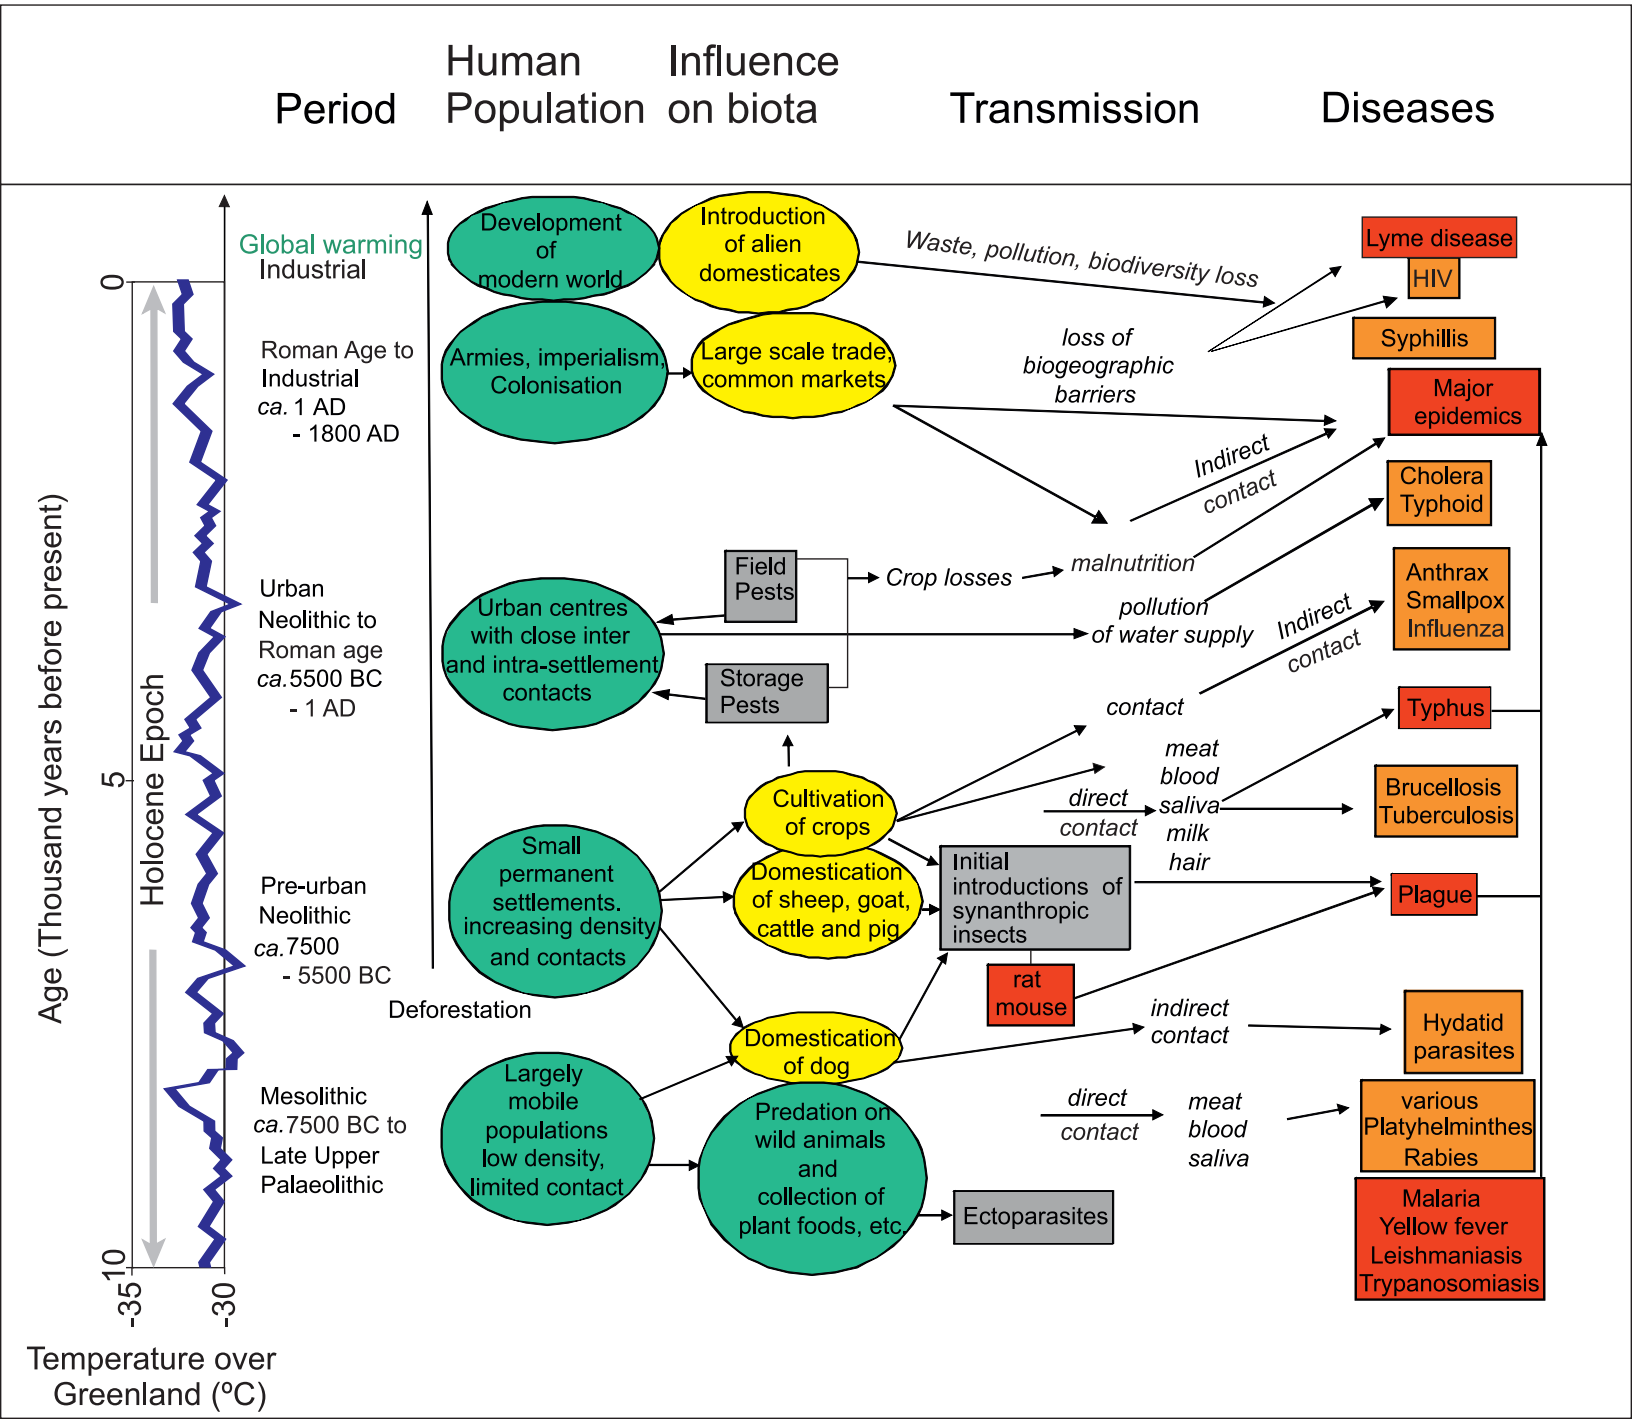 Period
Human
Population
Influence
on biota
Transmission
Diseases
Global warming
Industrial
Roman Age to
Industrial
ca. 1 AD
- 1800 AD
Urban
Neolithic to
Roman age
ca. 5500 BC
- 1 AD
Pre-urban
Neolithic
ca. 7500
- 5500 BC
Deforestation
Mesolithic
ca. 7500 BC to
Late Upper
Palaeolithic
Age (Thousand years before present)
Holocene Epoch
0
5
10
-35
-30
Temperature over
Greenland (ºC)
Development
of
modern world
Armies, imperialism,
Colonisation
Urban centres
with close inter
and intra-settlement
contacts
Small
permanent
settlements.
increasing density
and contacts
Largely
mobile
populations
low density,
limited contact
Introduction
of alien
domesticates
Large scale trade,
common markets
Field
Pests
Storage
Pests
Cultivation
of crops
Domestication
of sheep, goat,
cattle and pig
Domestication
of dog
Predation on
wild animals
and
collection of
plant foods, etc.
Waste, pollution, biodiversity loss
loss of
biogeographic
barriers
Indirect
contact
Crop losses
malnutrition
pollution
of water supply
Indirect
contact
contact
meat
blood
saliva
milk
hair
direct
contact
Initial
introductions of
synanthropic
insects
rat
mouse
indirect
contact
direct
contact
meat
blood
saliva
Ectoparasites
Lyme disease
HIV
Syphillis
Major
epidemics
Cholera
Typhoid
Anthrax
Smallpox
Influenza
Typhus
Brucellosis
Tuberculosis
Plague
Hydatid
parasites
various
Platyhelminthes
Rabies
Malaria
Yellow fever
Leishmaniasis
Trypanosomiasis